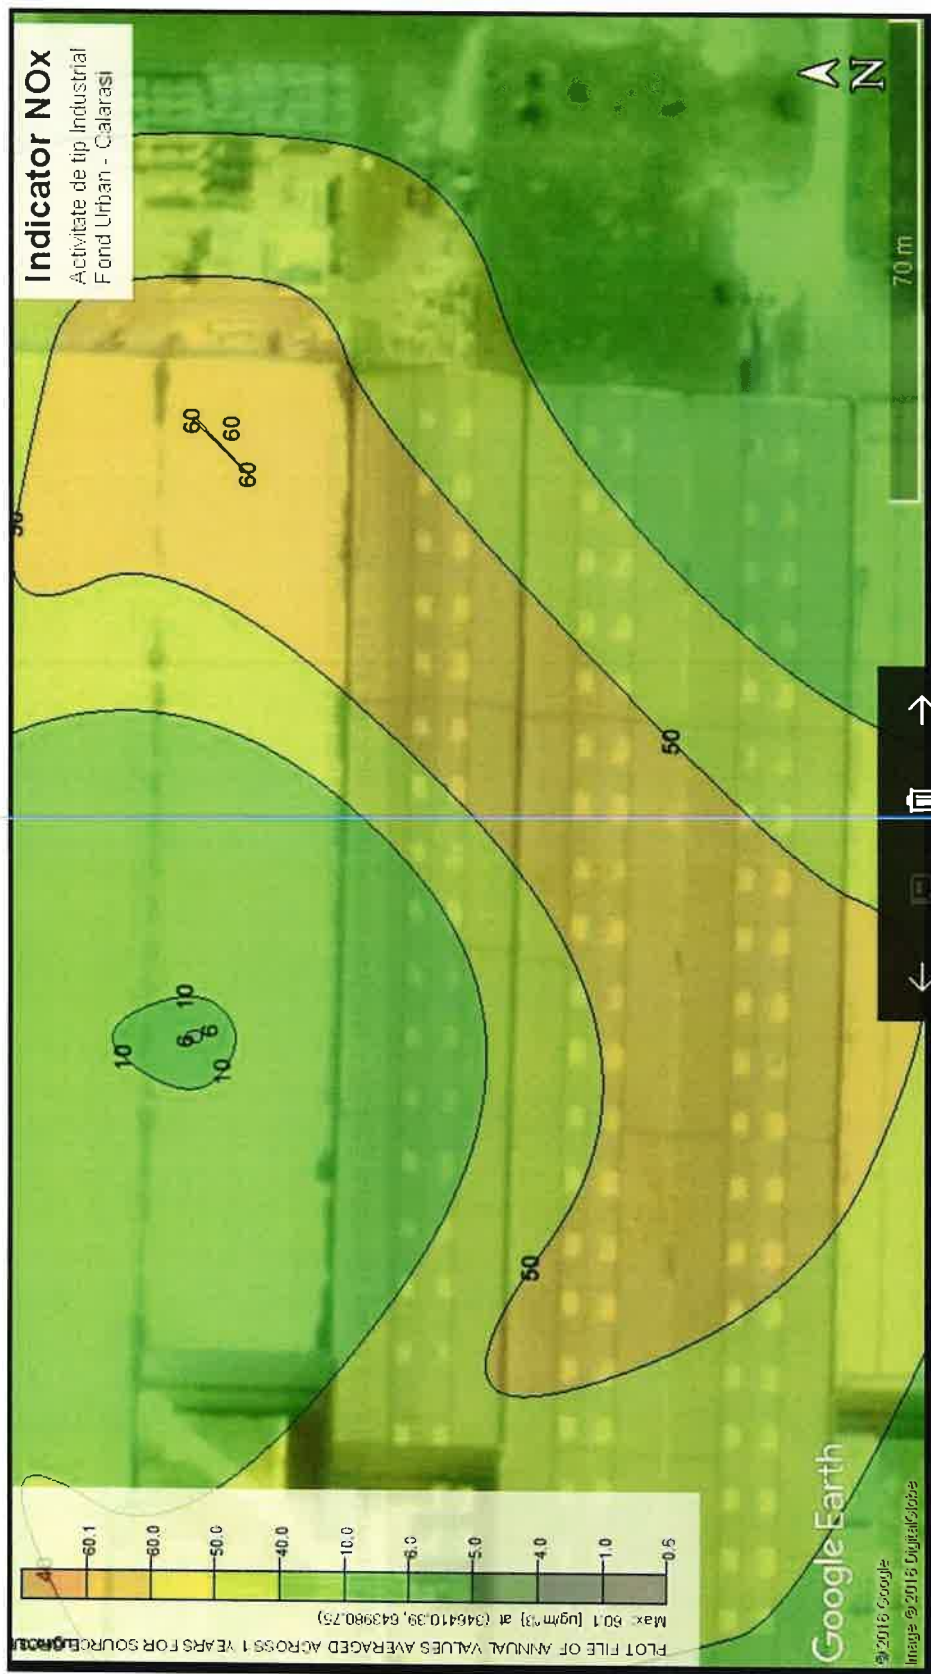 Indicator NOx
Activitate de tip Industrial
Fond Urban - Calarasi
N
70 m
50
60
60
60
50
10
10
6
6
10
50
40
60.1
60.0
50.0
40.0
10.0
6.0
5.0
4.0
1.0
0.5
Max: 60.1 [ug/m^3] at (346410.39, 643980.75)
PLOT FILE OF ANNUAL VALUES AVERAGED ACROSS 1 YEARS FOR SOURCE
Google Earth
© 2016 Google
Image © 2016 DigitalGlobe